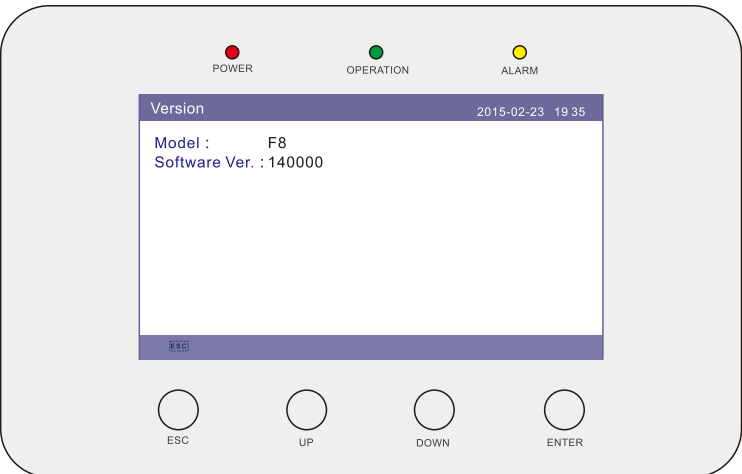 POWER OPERATION ALARM
Version 2015-02-23 19 35
Model : F8
Software Ver. : 140000
ESC
ESC UP DOWN ENTER